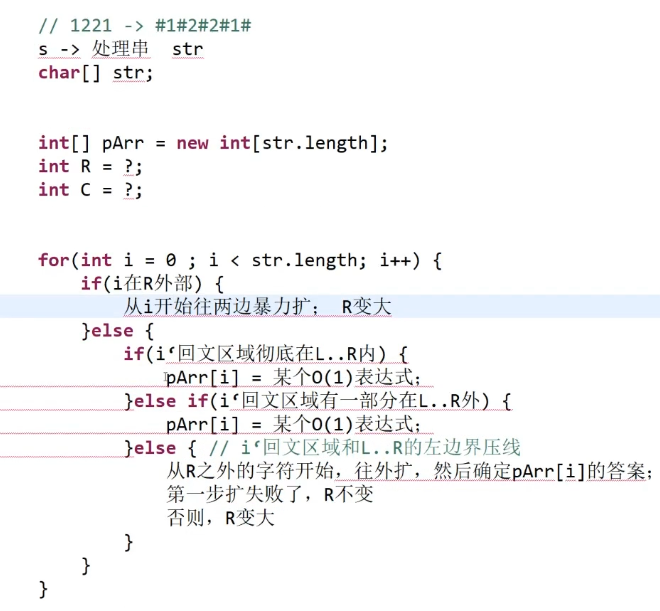 // 1221 -> #1#2#2#1#
s -> 处理串  str
char[] str;
int[] pArr = new int[str.length];
int R = ?;
int C = ?;
for(int i = 0 ; i < str.length; i++) {
if(i在R外部) {
从i开始往两边暴力扩； R变大
}else {
if(i‘回文区域彻底在L..R内) {
pArr[i] = 某个O(1)表达式；
}else if(i‘回文区域有一部分在L..R外) {
pArr[i] = 某个O(1)表达式；
}else { // i‘回文区域和L..R的左边界压线
从R之外的字符开始，往外扩，然后确定pArr[i]的答案；
第一步扩失败了，R不变
否则，R变大
}
}
}